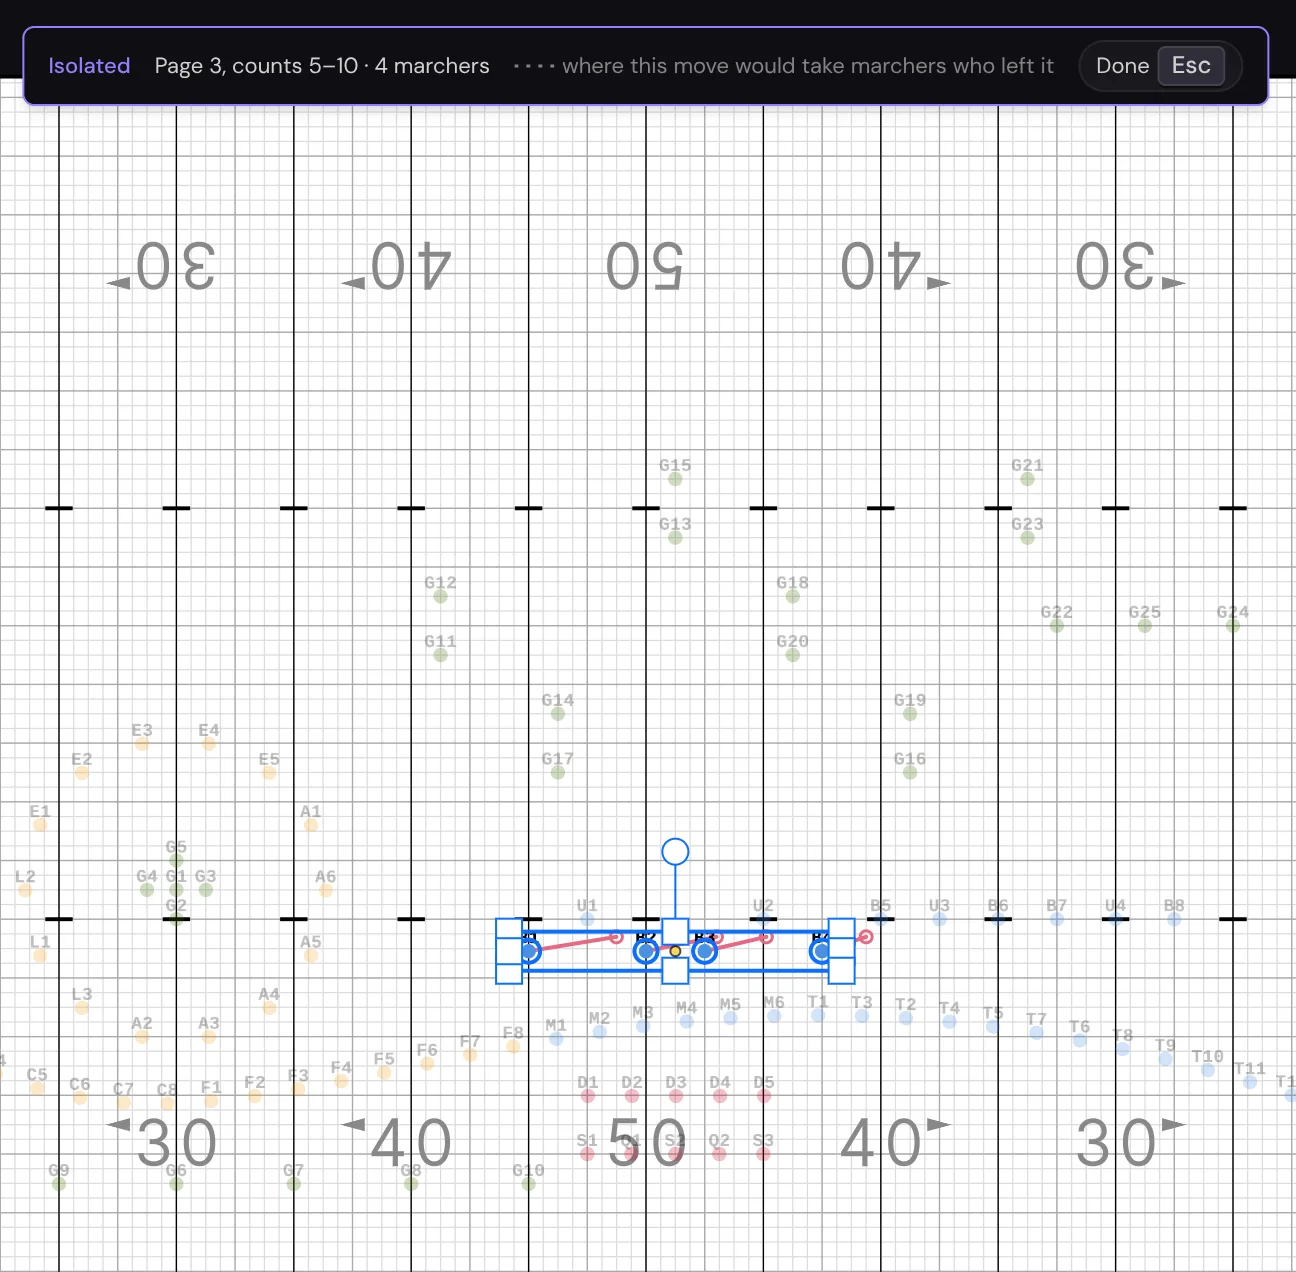 Isolated Page 3, counts 5–10 · 4 marchers where this move would take marchers who left it Done Esc
30 40 50 40 30
G15 G21
G13 G23
G12 G18
G22 G25 G24
G11 G20
G14 G19
E3 E4
E2 E5 G17 G16
E1 A1
G5
L2 G4 G1 G3 A6
G2 U1 U2 B5 U3 B6 B7 U4 B8
L1 A5
L3 A4
M4 M5 M6 T1 T3 T2 T4
A2 A3 M1 M2 M3 T5 T7 T6
F7 F8 T8 T9
C5 F5 F6 T10
C6 C7 C8 F1 F2 F3 F4 T11
D1 D2 D3 D4 D5
30 40 50 40 30
S1 S2 Q2 S3
G9 G6 G7 G8 G10